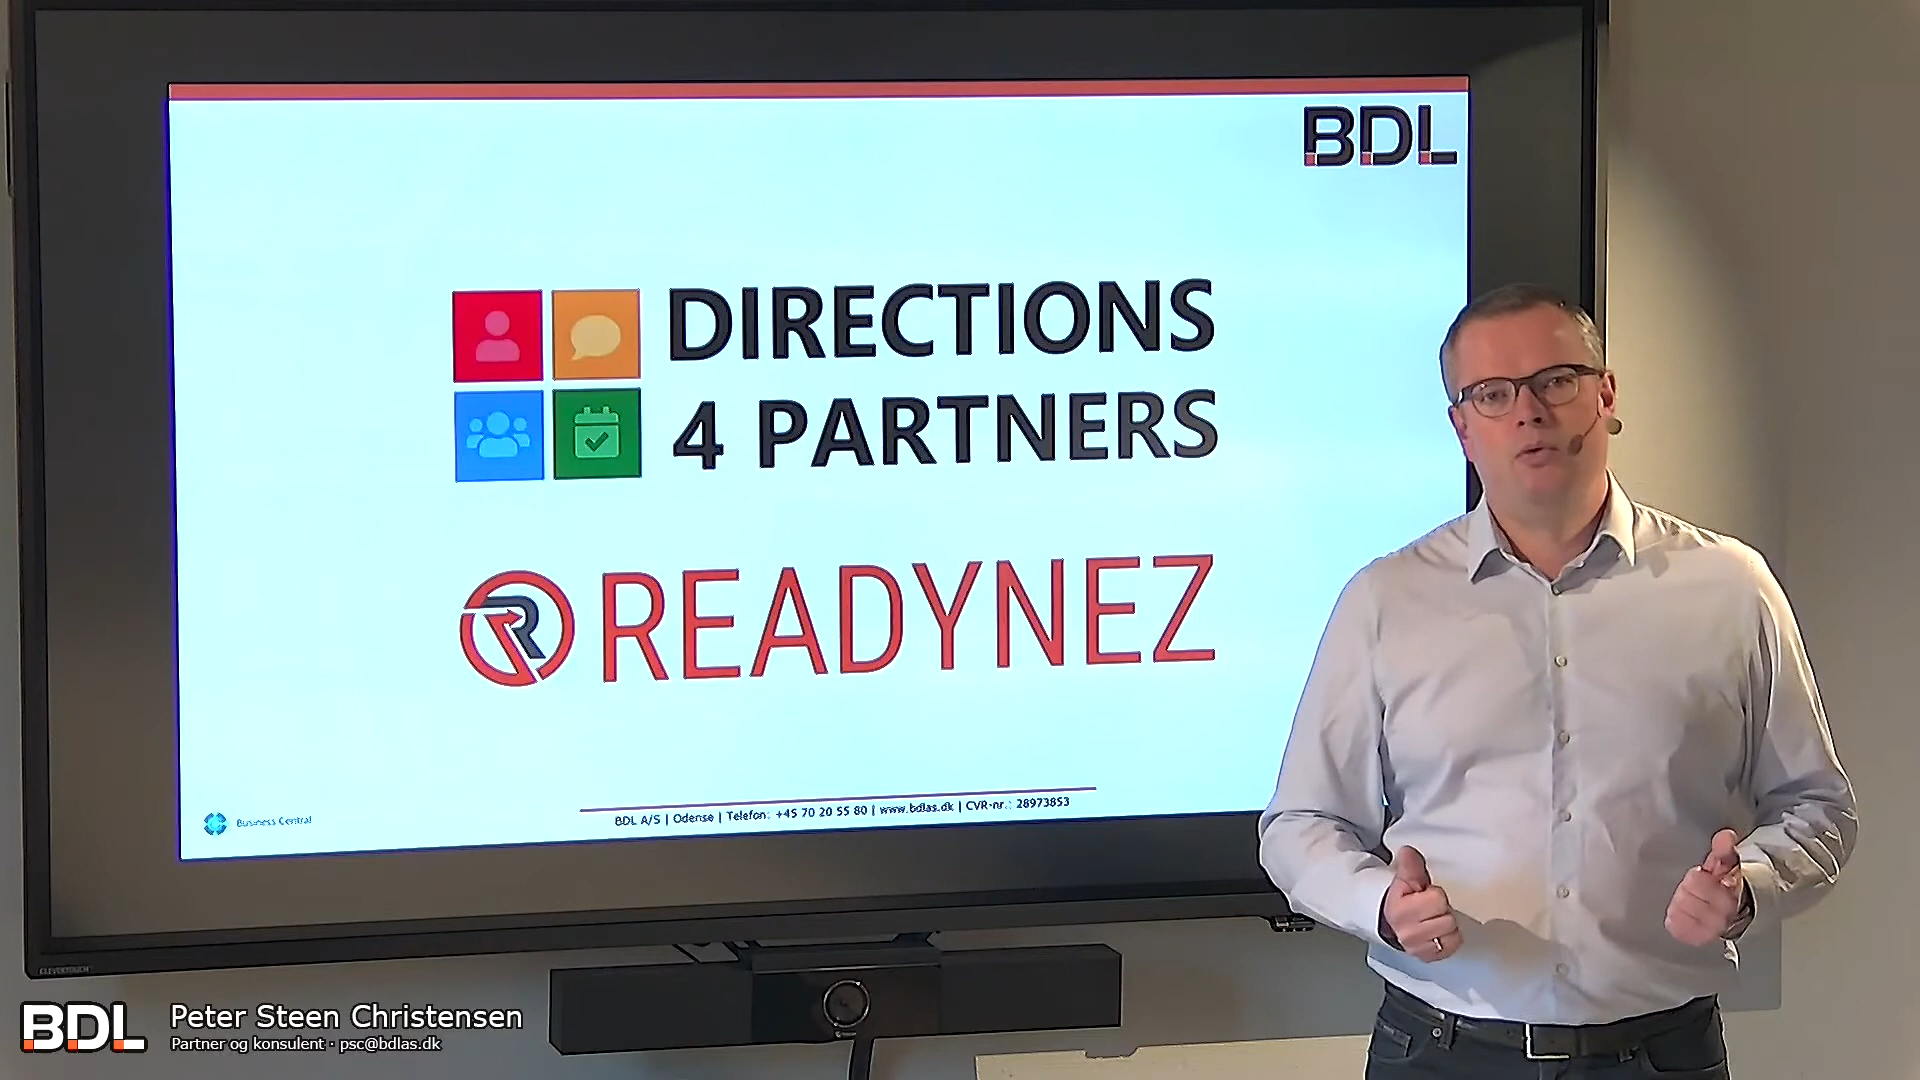 BDL
DIRECTIONS
4 PARTNERS
READYNEZ
BDL A/S | Odense | Telefon: +45 70 20 55 80 | www.bdlas.dk | CVR-nr.: 28973853
Business Central
CLEVERTOUCH
BDL
Peter Steen Christensen
Partner og konsulent · psc@bdlas.dk